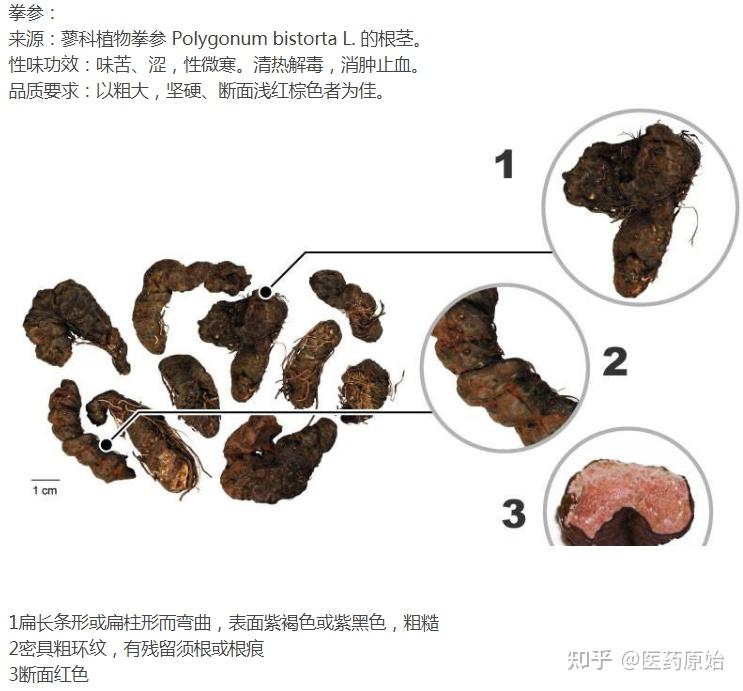 拳参：
来源：蓼科植物拳参 Polygonum bistorta L. 的根茎。
性味功效：味苦、涩，性微寒。清热解毒，消肿止血。
品质要求：以粗大，坚硬、断面浅红棕色者为佳。
1
2
3
1 cm
1扁长条形或扁柱形而弯曲，表面紫褐色或紫黑色，粗糙
2密具粗环纹，有残留须根或根痕
3断面红色
知乎 @医药原始